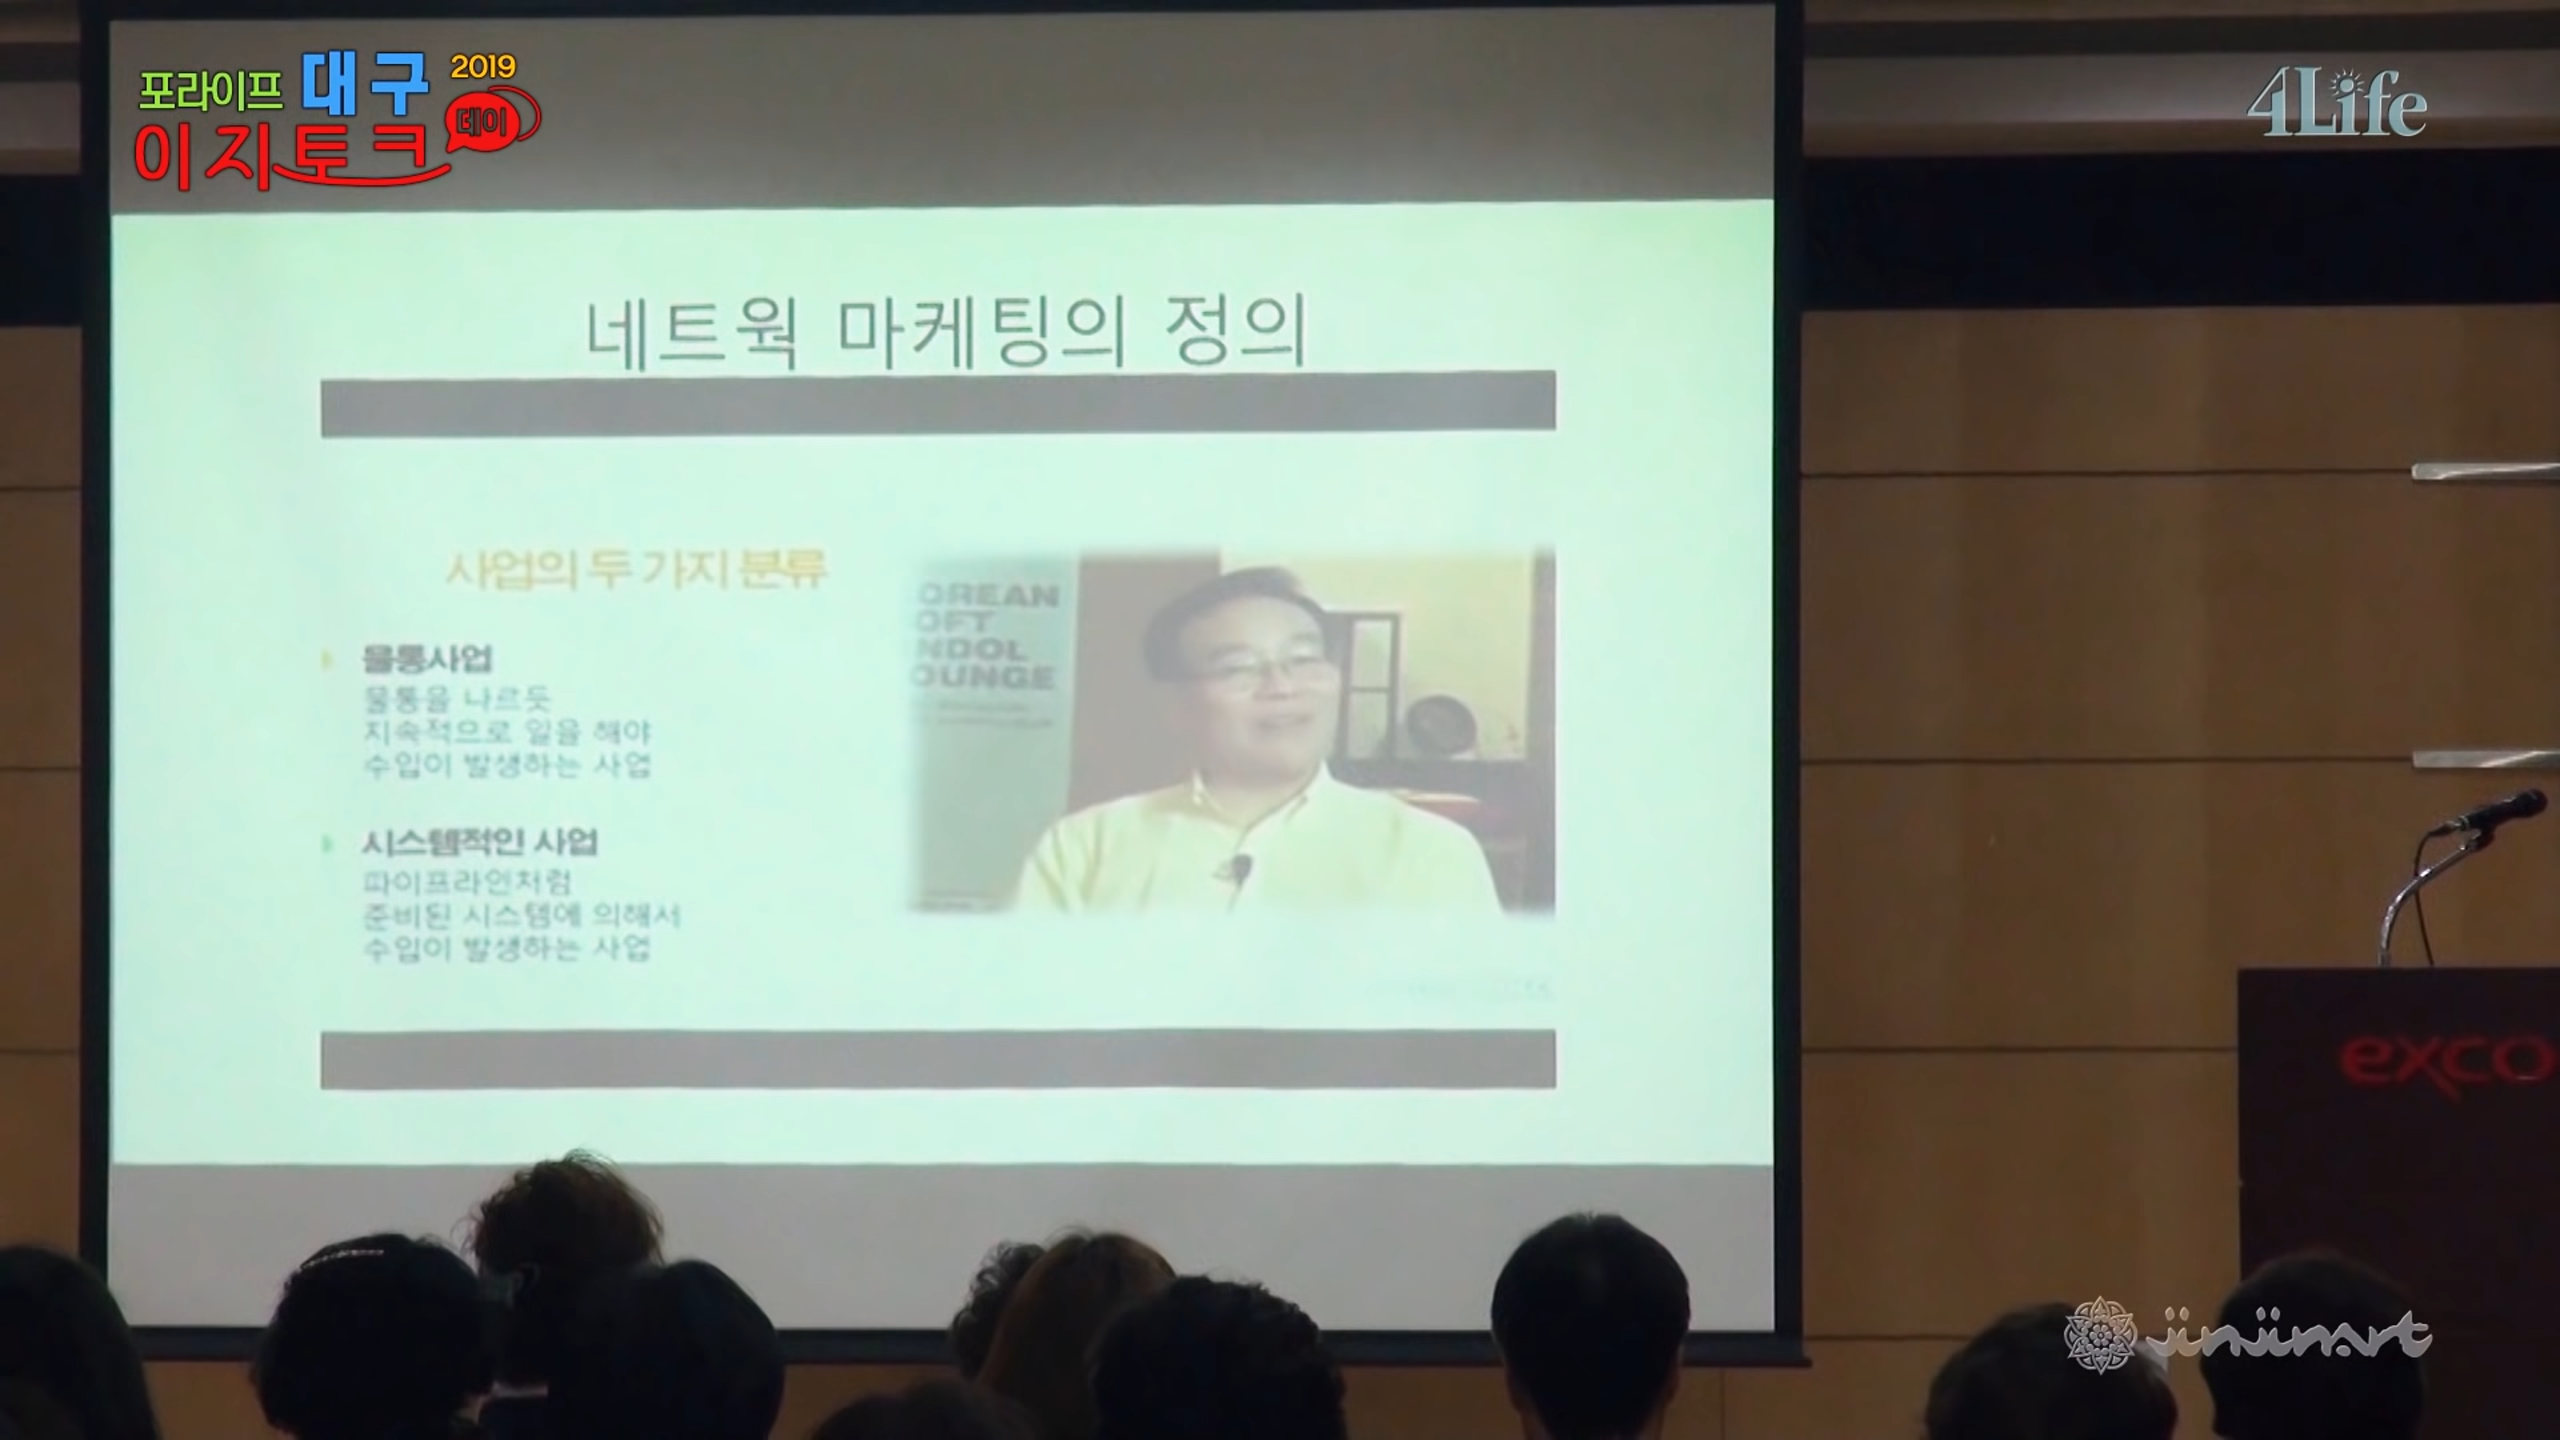 포라이프 대구 2019
이지토크 데이
4Life
네트웍 마케팅의 정의
사업의 두 가지 분류
물통사업
물통을 나르듯
지속적으로 일을 해야
수입이 발생하는 사업
시스템적인 사업
파이프라인처럼
준비된 시스템에 의해서
수입이 발생하는 사업
OREAN
OFT
NDOL
OUNGE
exco
jinjinart